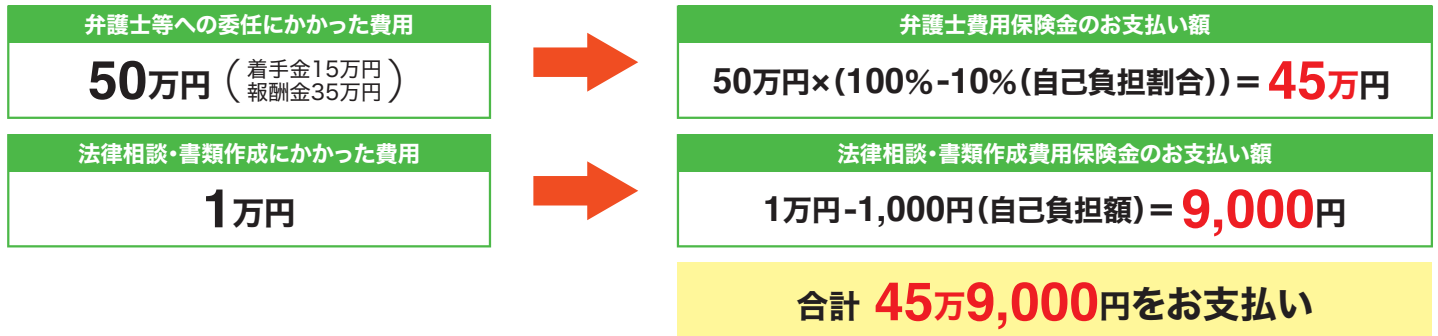 弁護士等への委任にかかった費用
50万円（着手金15万円
報酬金35万円）
弁護士費用保険金のお支払い額
50万円×(100%-10%(自己負担割合))＝45万円
法律相談・書類作成にかかった費用
1万円
法律相談・書類作成費用保険金のお支払い額
1万円-1,000円(自己負担額)＝9,000円
合計 45万9,000円をお支払い